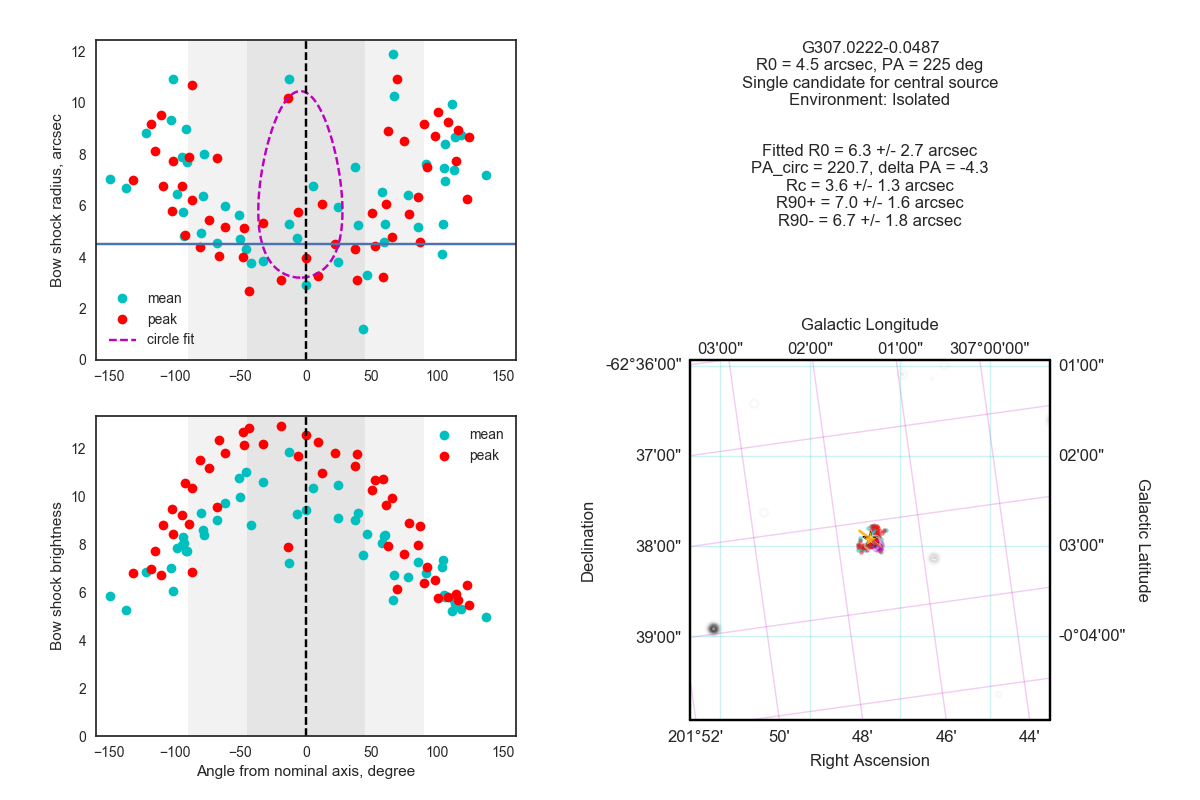 12
10
8
6
4
2
0
Bow shock radius, arcsec
mean
peak
circle fit
−150
−100
−50
0
50
100
150
12
10
8
6
4
2
0
Bow shock brightness
mean
peak
−150
−100
−50
0
50
100
150
Angle from nominal axis, degree
G307.0222-0.0487
R0 = 4.5 arcsec, PA = 225 deg
Single candidate for central source
Environment: Isolated
Fitted R0 = 6.3 +/- 2.7 arcsec
PA_circ = 220.7, delta PA = -4.3
Rc = 3.6 +/- 1.3 arcsec
R90+ = 7.0 +/- 1.6 arcsec
R90- = 6.7 +/- 1.8 arcsec
Galactic Longitude
03'00"
02'00"
01'00"
307°00'00"
-62°36'00"
37'00"
38'00"
39'00"
Declination
01'00"
02'00"
03'00"
-0°04'00"
Galactic Latitude
201°52'
50'
48'
46'
44'
Right Ascension